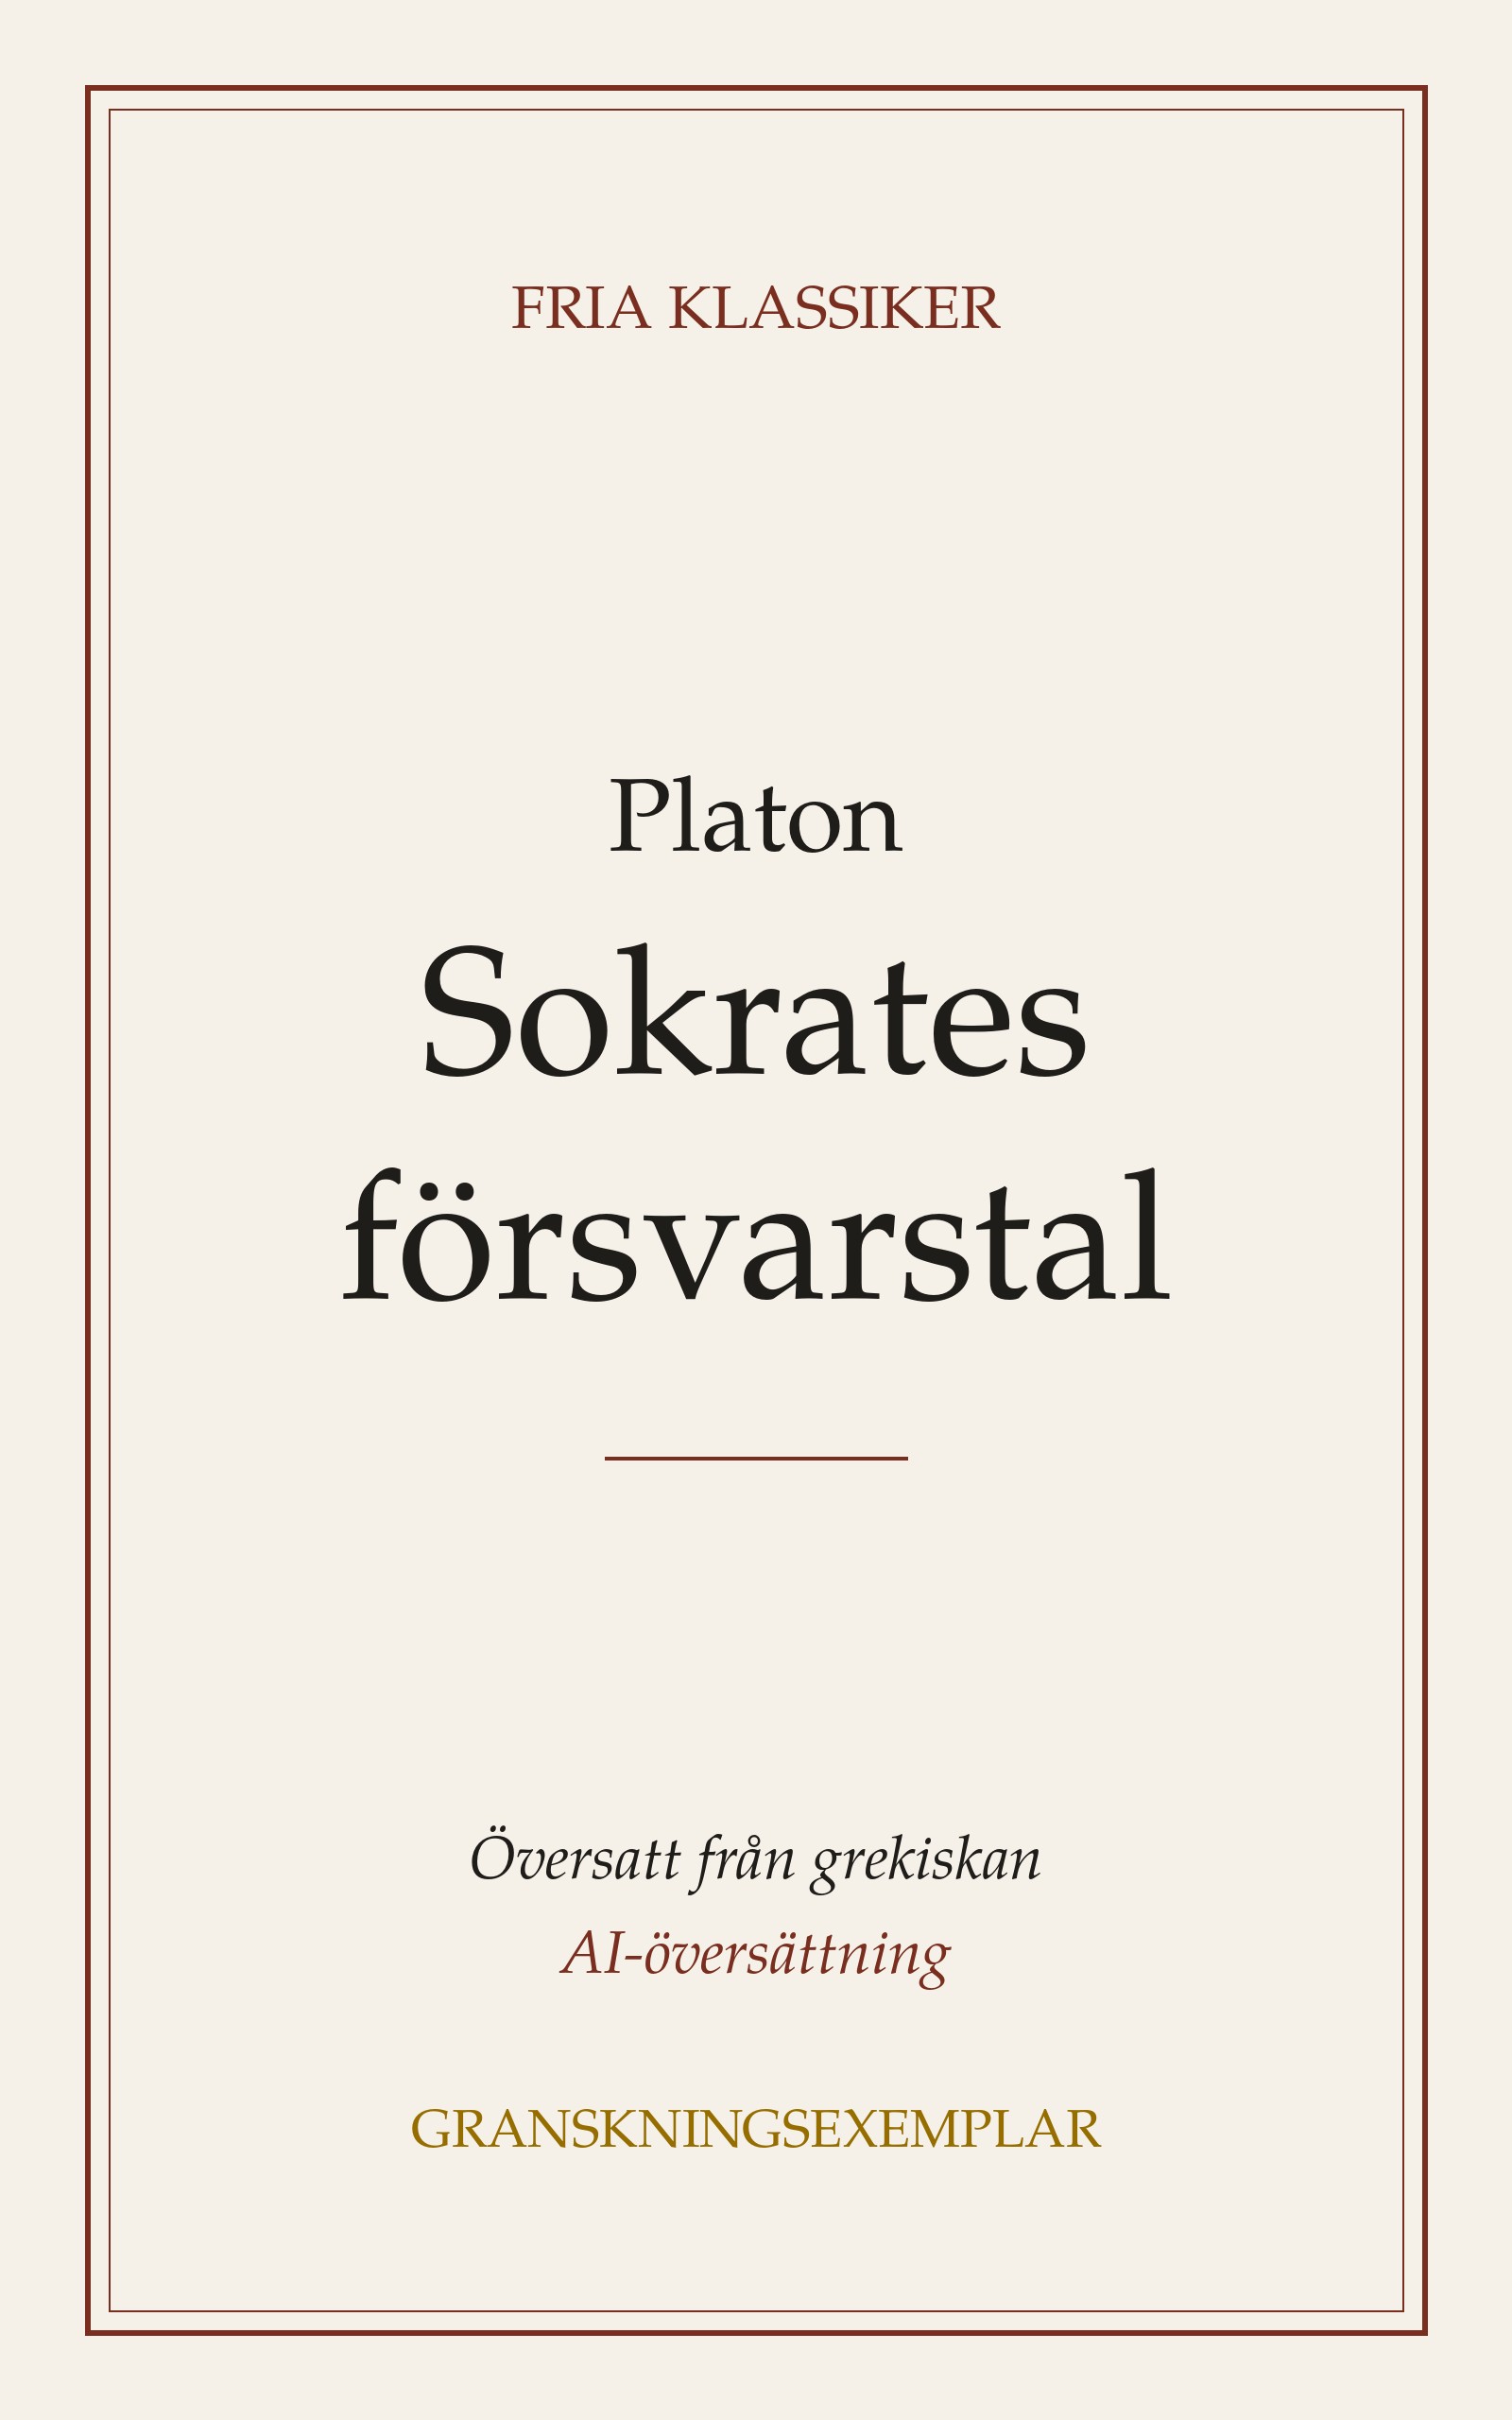 FRIA KLASSIKER
Platon
Sokrates
försvarstal
Översatt från grekiskan
AI-översättning
GRANSKNINGSEXEMPLAR